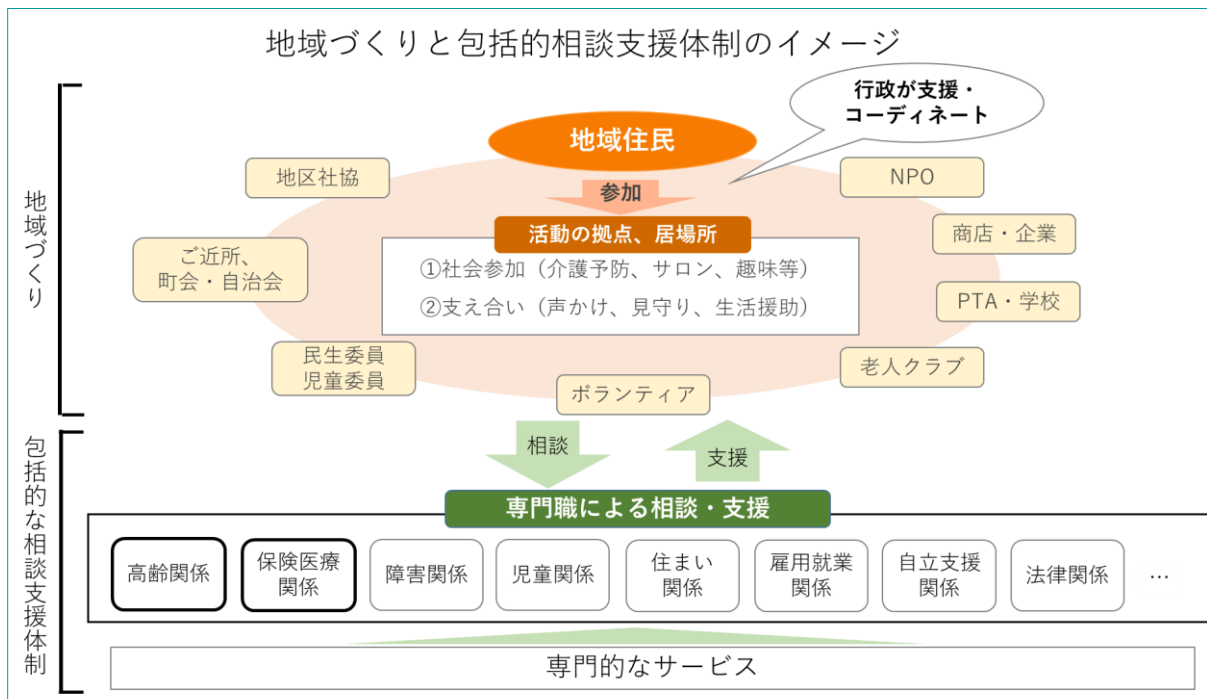 地域づくりと包括的相談支援体制のイメージ
行政が支援・
コーディネート
地域づくり
地域住民
参加
地区社協
NPO
活動の拠点、居場所
商店・企業
ご近所、
町会・自治会
①社会参加（介護予防、サロン、趣味等）
②支え合い（声かけ、見守り、生活援助）
PTA・学校
民生委員
児童委員
老人クラブ
ボランティア
包括的な相談支援体制
相談
支援
専門職による相談・支援
高齢関係
保険医療
関係
障害関係
児童関係
住まい
関係
雇用就業
関係
自立支援
関係
法律関係
…
専門的なサービス